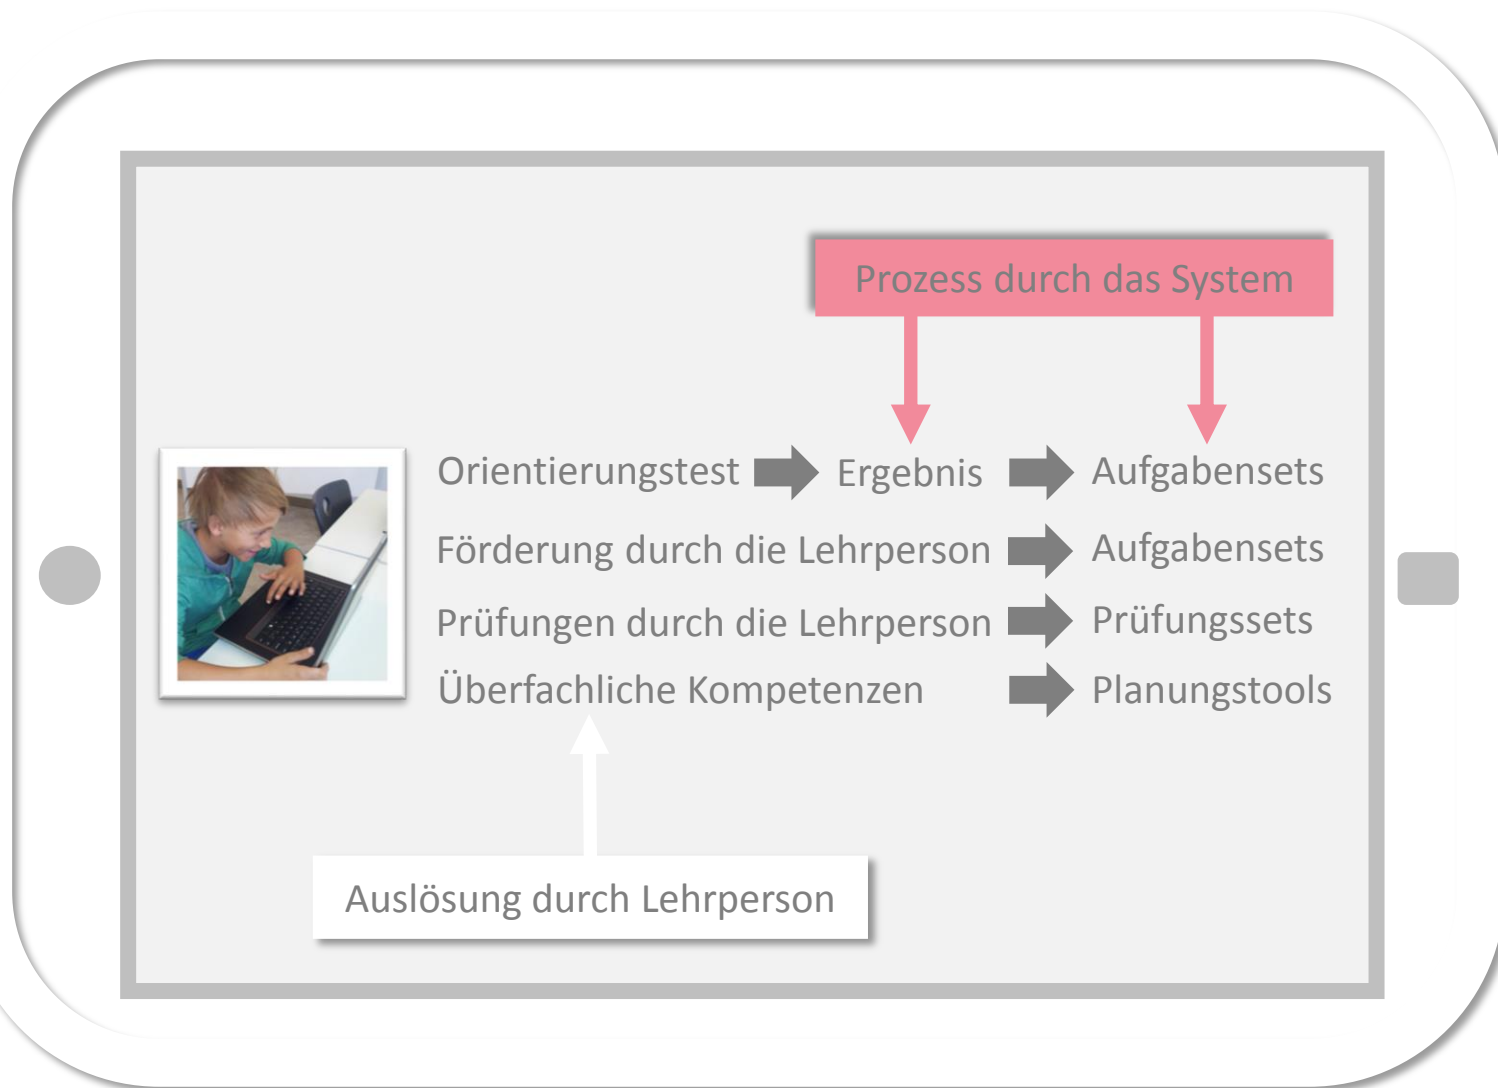 Prozess durch das System
Orientierungstest Ergebnis Aufgabensets
Förderung durch die Lehrperson Aufgabensets
Prüfungen durch die Lehrperson Prüfungssets
Überfachliche Kompetenzen Planungstools
Auslösung durch Lehrperson